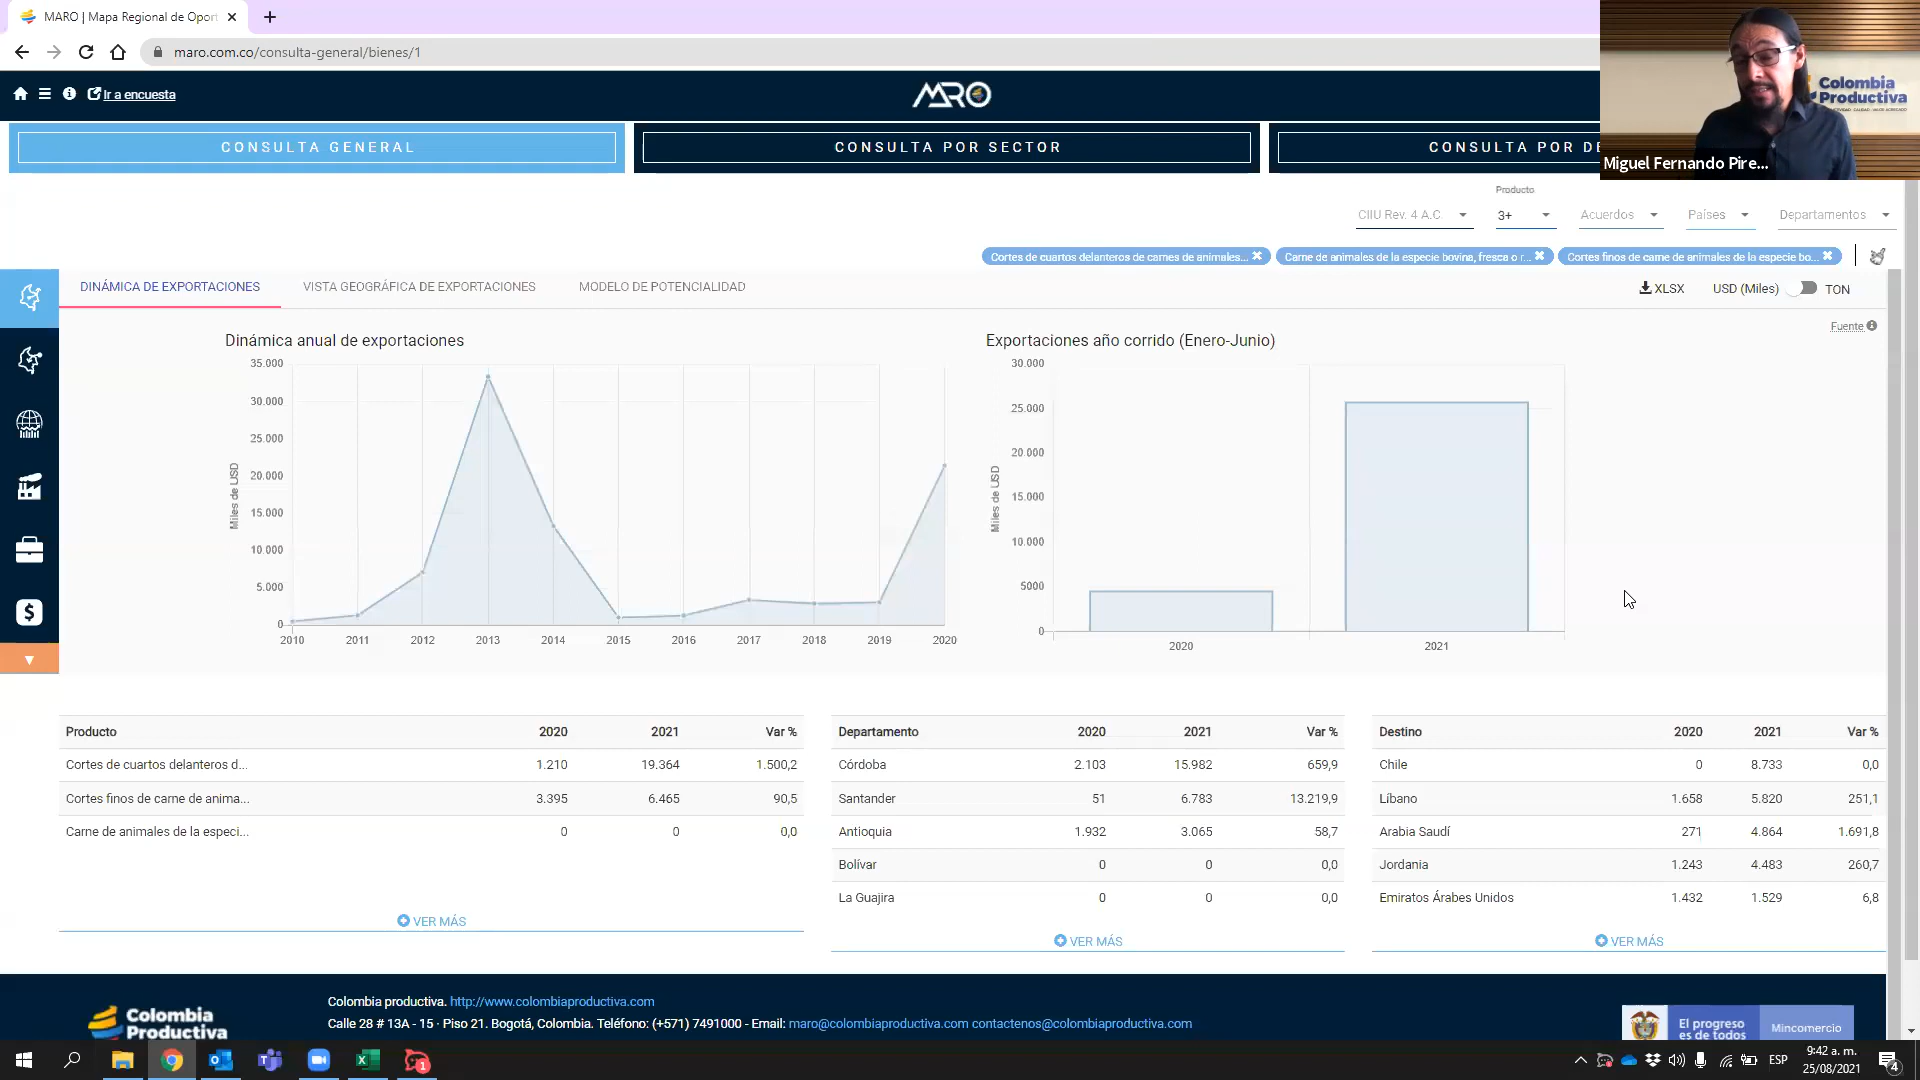 MARO | Mapa Regional de Opor
maro.com.co/consulta-general/bienes/1
Ir a encuesta
MRO
Colombia
Productiva
Miguel Fernando Pire...
CONSULTA GENERAL
CONSULTA POR SECTOR
CONSULTA POR DE
Producto
CIIU Rev. 4 A.C.
3+
Acuerdos
Países
Departamentos
Cortes de cuartos delanteros de carnes de animales...
Carne de animales de la especie bovina, fresca o r...
Cortes finos de carne de animales de la especie bo...
DINÁMICA DE EXPORTACIONES
VISTA GEOGRÁFICA DE EXPORTACIONES
MODELO DE POTENCIALIDAD
XLSX
USD (Miles)
TON
Fuente
Dinámica anual de exportaciones
35.000
30.000
25.000
20.000
15.000
10.000
5.000
0
Miles de USD
2010 2011 2012 2013 2014 2015 2016 2017 2018 2019 2020
Exportaciones año corrido (Enero-Junio)
30.000
25.000
20.000
15.000
10.000
5000
0
Miles de USD
2020 2021
Producto 2020 2021 Var %
Cortes de cuartos delanteros d... 1.210 19.364 1.500,2
Cortes finos de carne de anima... 3.395 6.465 90,5
Carne de animales de la especi... 0 0 0,0
VER MÁS
Departamento 2020 2021 Var %
Córdoba 2.103 15.982 659,9
Santander 51 6.783 13.219,9
Antioquia 1.932 3.065 58,7
Bolívar 0 0 0,0
La Guajira 0 0 0,0
VER MÁS
Destino 2020 2021 Var %
Chile 0 8.733 0,0
Líbano 1.658 5.820 251,1
Arabia Saudí 271 4.864 1.691,8
Jordania 1.243 4.483 260,7
Emiratos Árabes Unidos 1.432 1.529 6,8
VER MÁS
Colombia
Productiva
Colombia productiva. http://www.colombiaproductiva.com
Calle 28 # 13A - 15 · Piso 21. Bogotá, Colombia. Teléfono: (+571) 7491000 - Email: maro@colombiaproductiva.com contactenos@colombiaproductiva.com
El progreso
es de todos
Mincomercio
1
ESP
9:42 a. m.
25/08/2021
4